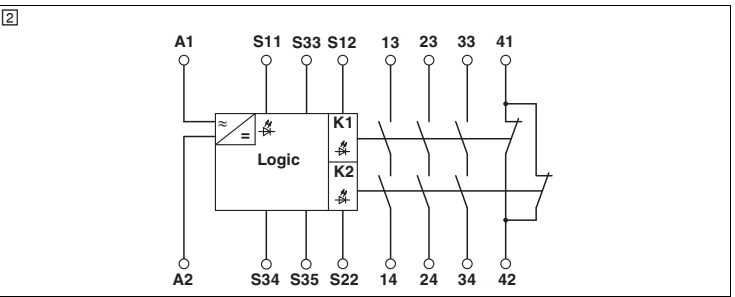 2
A1 S11 S33 S12 13 23 33 41
≈
=
K1
Logic
K2
A2 S34 S35 S22 14 24 34 42